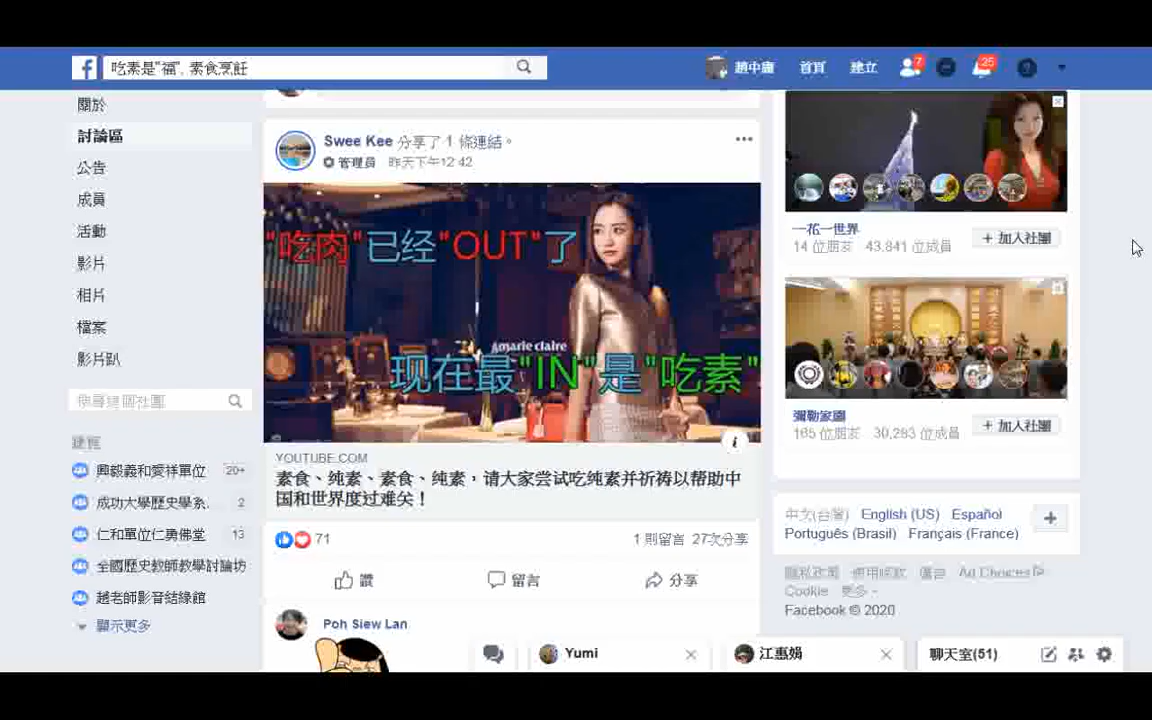 吃素是"福", 素食烹飪
趙中庸
首頁
建立
7
25
關於
討論區
公告
成員
活動
影片
相片
檔案
影片趴
搜尋這個社團
捷徑
興毅義和愛祥單位 20+
成功大學歷史學系. 2
仁和單位仁勇佛堂 13
全國歷史教師教學討論坊
趙老師影音結緣館
顯示更多
Swee Kee 分享了 1 條連結。
管理員 昨天下午12:42
"吃肉"已经"OUT"了
marie claire
现在最"IN"是"吃素"
YOUTUBE.COM
素食、纯素、素食、纯素，请大家尝试吃纯素并祈祷以帮助中
国和世界度过难关！
71
1 則留言 27次分享
讚 留言 分享
Poh Siew Lan
一花一世界
14 位朋友 43,841 位成員
+ 加入社團
彌勒家園
165 位朋友 30,283 位成員
+ 加入社團
中文(台灣) English (US) Español
Português (Brasil) Français (France)
隱私政策 使用條款 廣告 Ad Choices
Cookie 更多
Facebook © 2020
Yumi
江惠娟
聊天室(51)